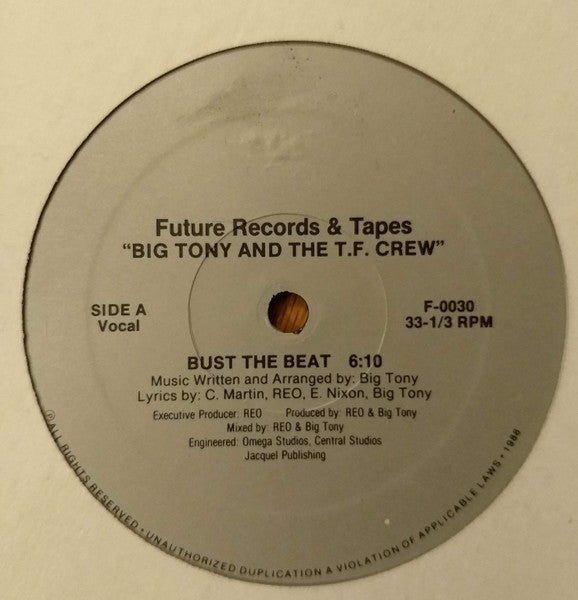 Future Records & Tapes
"BIG TONY AND THE T.F. CREW"
SIDE A
Vocal
F-0030
33-1/3 RPM
BUST THE BEAT 6:10
Music Written and Arranged by: Big Tony
Lyrics by: C. Martin, REO, E. Nixon, Big Tony
Executive Producer: REO Produced by: REO & Big Tony
Mixed by: REO & Big Tony
Engineered: Omega Studios, Central Studios
Jacquel Publishing
Ⓟ ALL RIGHTS RESERVED • UNAUTHORIZED DUPLICATION A VIOLATION OF APPLICABLE LAWS • 1988